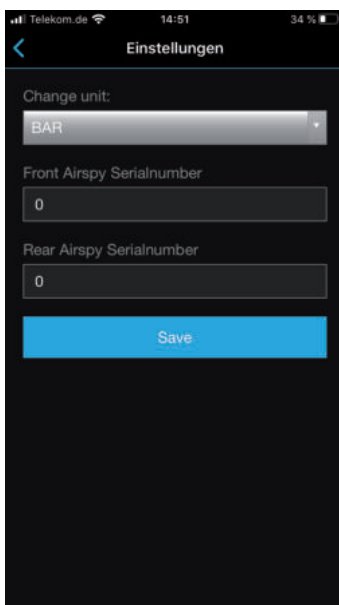 Telekom.de 14:51 34 %
Einstellungen
Change unit:
BAR
Front Airspy Serialnumber
0
Rear Airspy Serialnumber
0
Save